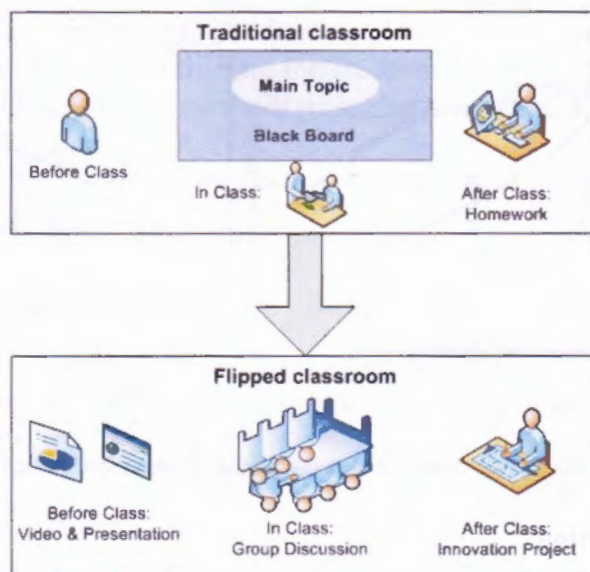 Traditional classroom
Main Topic
Black Board
Before Class
In Class:
After Class:
Homework
Flipped classroom
Before Class:
Video & Presentation
In Class:
Group Discussion
After Class:
Innovation Project